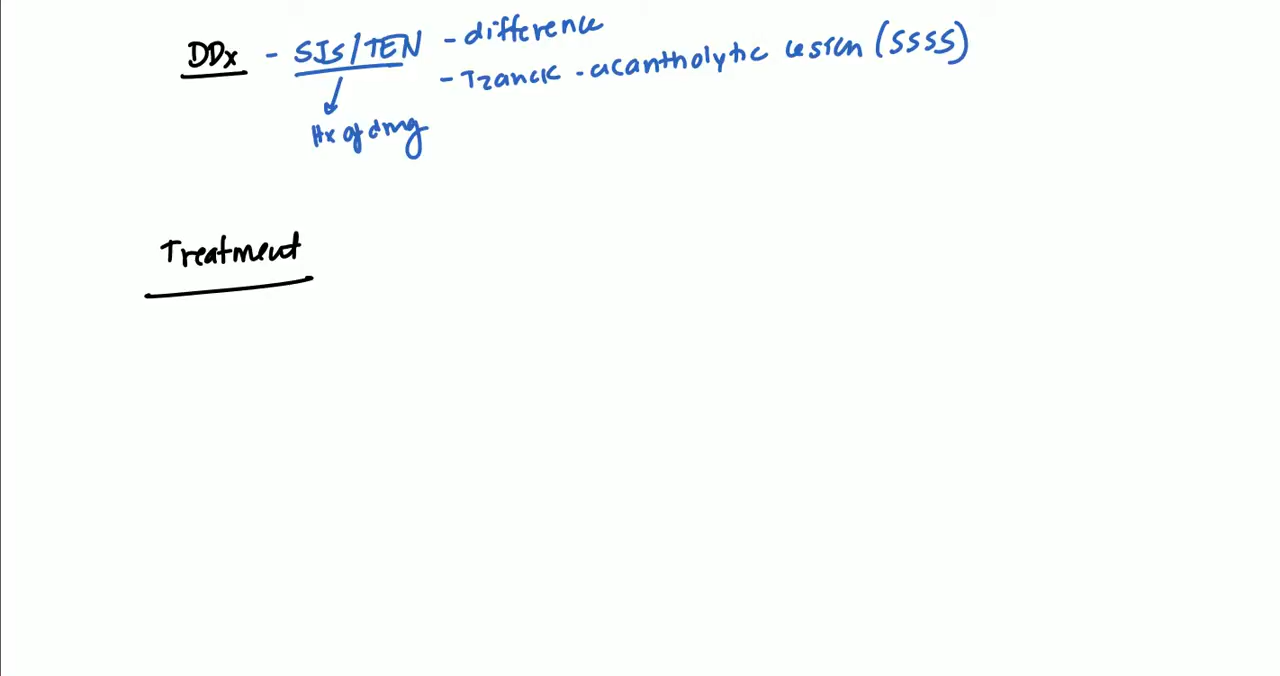 DDx - SJS/TEN - difference
- Tzanck - acantholytic lesion (SSSS)
Hx of drug
Treatment